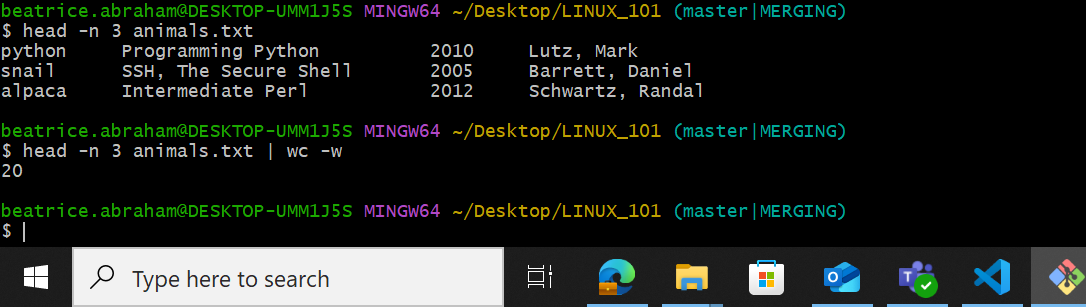 beatrice.abraham@DESKTOP-UMM1J5S MINGW64 ~/Desktop/LINUX_101 (master|MERGING)
$ head -n 3 animals.txt
python Programming Python 2010 Lutz, Mark
snail SSH, The Secure Shell 2005 Barrett, Daniel
alpaca Intermediate Perl 2012 Schwartz, Randal
beatrice.abraham@DESKTOP-UMM1J5S MINGW64 ~/Desktop/LINUX_101 (master|MERGING)
$ head -n 3 animals.txt | wc -w
20
beatrice.abraham@DESKTOP-UMM1J5S MINGW64 ~/Desktop/LINUX_101 (master|MERGING)
$
Type here to search